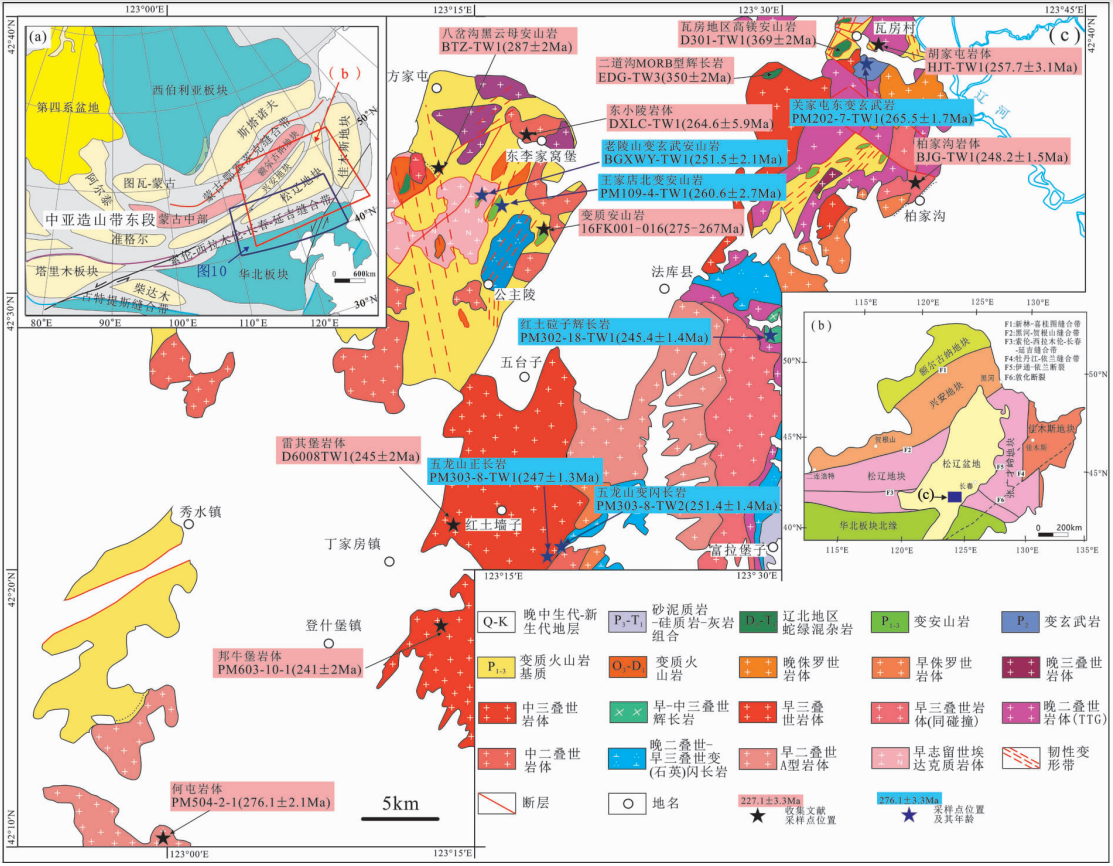 123°00′E
123°15′E
123°30′E
123°45′E
42°40′N
42°40′N
(a)
(b)
西伯利亚板块
第四系盆地
斯塔诺夫
50°N
蒙古-鄂霍茨克缝合带
额尔古纳地块
兴安地块
佳木斯地块
阿尔泰
图瓦-蒙古
松辽地块
中亚造山带东段
蒙古中部
40°N
准格尔
索伦-西拉木伦-长春-延吉缝合带
图10
塔里木板块
华北板块
柴达木
0 600km
古特提斯缝合带
30°N
80°E
90°E
100°E
110°E
120°E
42°30′N
(c)
八岔沟黑云母安山岩
BTZ-TW1(287±2Ma)
瓦房地区高镁安山岩
D301-TW1(369±2Ma)
瓦房村
胡家屯岩体
HJT-TW1(257.7±3.1Ma)
二道沟MORB型辉长岩
EDG-TW3(350±2Ma)
方家屯
辽河
东小陵岩体
DXLC-TW1(264.6±5.9Ma)
关家屯东变玄武岩
PM202-7-TW1(265.5±1.7Ma)
东李家窝堡
老陵山变玄武安山岩
BGXWY-TW1(251.5±2.1Ma)
柏家沟岩体
BJG-TW1(248.2±1.5Ma)
王家店北变安山岩
PM109-4-TW1(260.6±2.7Ma)
柏家沟
变质安山岩
16FK001-016(275-267Ma)
法库县
公主陵
红土碹子辉长岩
PM302-18-TW1(245.4±1.4Ma)
五台子
115°E
120°E
125°E
130°E
(b)
F1:新林-喜桂图缝合带
F2:黑河-贺根山缝合带
F3:索伦-西拉木伦-长春
-延吉缝合带
F4:牡丹江-依兰缝合带
F5:伊通-依兰断裂
F6:敦化断裂
50°N
额尔古纳地块
F1
黑河
兴安地块
45°N
贺根山
F2
佳木斯地块
佳木斯
松辽盆地
张广才岭地块
45°N
二连浩特
松辽地块
F5
F4
F3
长春
(c)
F6
40°N
华北板块北缘
0 200km
115°E
120°E
125°E
130°E
135°E
雷其堡岩体
D6008TW1(245±2Ma)
五龙山正长岩
PM303-8-TW1(247±1.3Ma)
五龙山变闪长岩
PM303-8-TW2(251.4±1.4Ma)
秀水镇
红土墙子
丁家房镇
富拉堡子
123°15′E
123°30′E
42°20′N
登什堡镇
邦牛堡岩体
PM603-10-1(241±2Ma)
何屯岩体
PM504-2-1(276.1±2.1Ma)
5km
42°10′N
42°10′N
123°00′E
123°15′E
Q-K 晚中生代-新生代地层
P₃-T₁ 砂泥质岩-硅质岩-灰岩组合
D-T 辽北地区蛇绿混杂岩
P₁₋₃ 变安山岩
P₂ 变玄武岩
P₁₋₃ 变质火山岩基质
O₃-D₁ 变质火山岩
晚侏罗世岩体
早侏罗世岩体
晚三叠世岩体
中三叠世岩体
早-中三叠世辉长岩
早三叠世岩体
早三叠世岩体(同碰撞)
晚二叠世岩体(TTG)
中二叠世岩体
晚二叠世-早三叠世变(石英)闪长岩
早二叠世A型岩体
早志留世埃达克质岩体
韧性变形带
断层
地名
227.1±3.3Ma
收集文献采样点位置
276.1±3.3Ma
采样点位置及其年龄